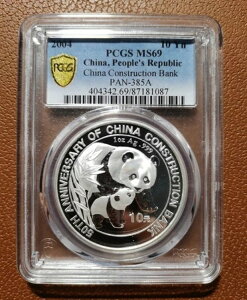 2004 10 Yn
PCGS MS69
China, People's Republic
China Construction Bank
PAN-385A
404342.69/87181087
PCGS
50TH ANNIVERSARY OF CHINA CONSTRUCTION BANK
1oz Ag .999
10元